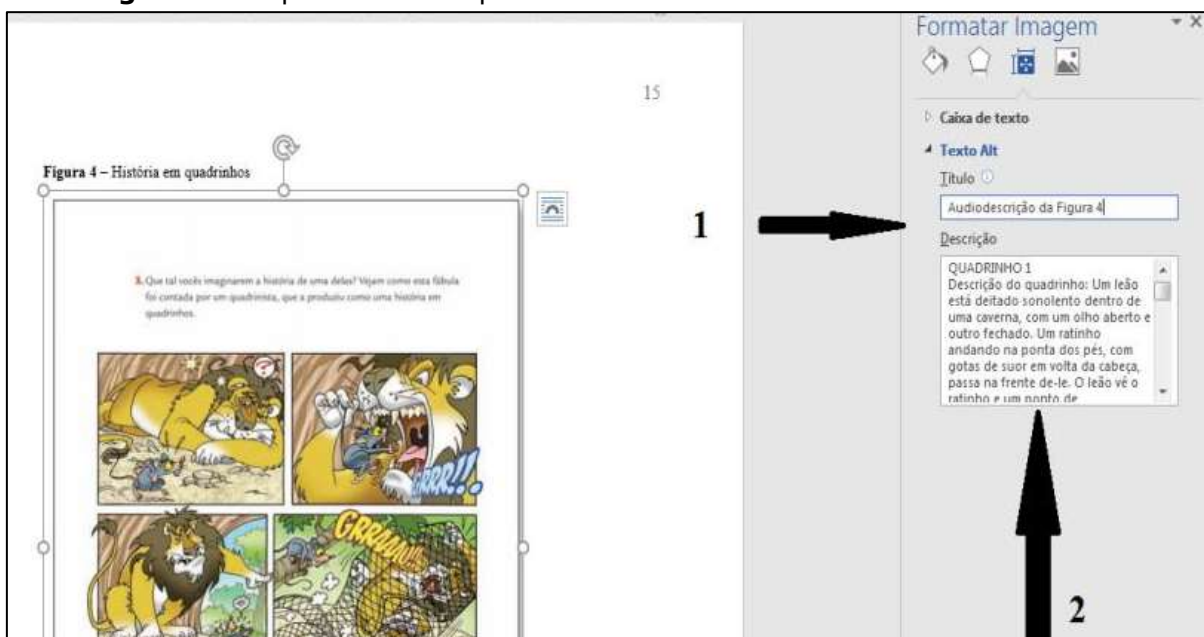 Formatar Imagem
15
Caixa de texto
Figura 4 – História em quadrinhos
Texto Alt
Título
1
Audiodescrição da Figura 4
Descrição
3. Que tal vocês imaginarem a história de uma delas? Vejam como esta fábula
foi contada por um quadrinista, que a produziu como uma história em
quadrinhos.
QUADRINHO 1
Descrição do quadrinho: Um leão
está deitado sonolento dentro de
uma caverna, com um olho aberto e
outro fechado. Um ratinho
andando na ponta dos pés, com
gotas de suor em volta da cabeça,
passa na frente de-le. O leão vê o
ratinho e um ponto de
?
GRRR!!
2